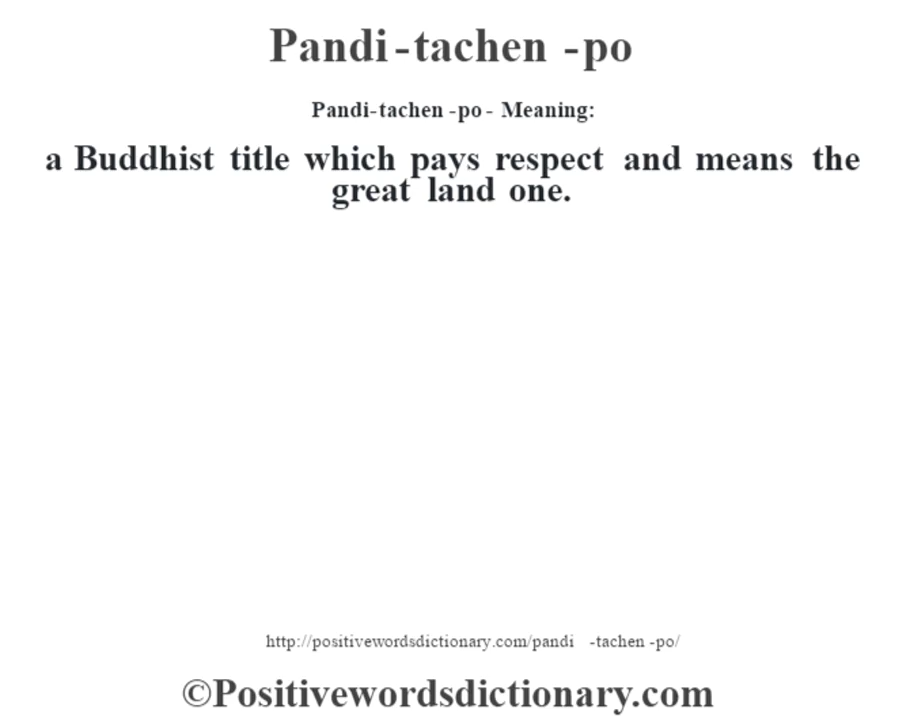 Pandi-tachen -po
Pandi-tachen -po - Meaning:
a Buddhist title which pays respect and means the
great land one.
http://positivewordsdictionary.com/pandi -tachen -po/
©Positivewordsdictionary.com